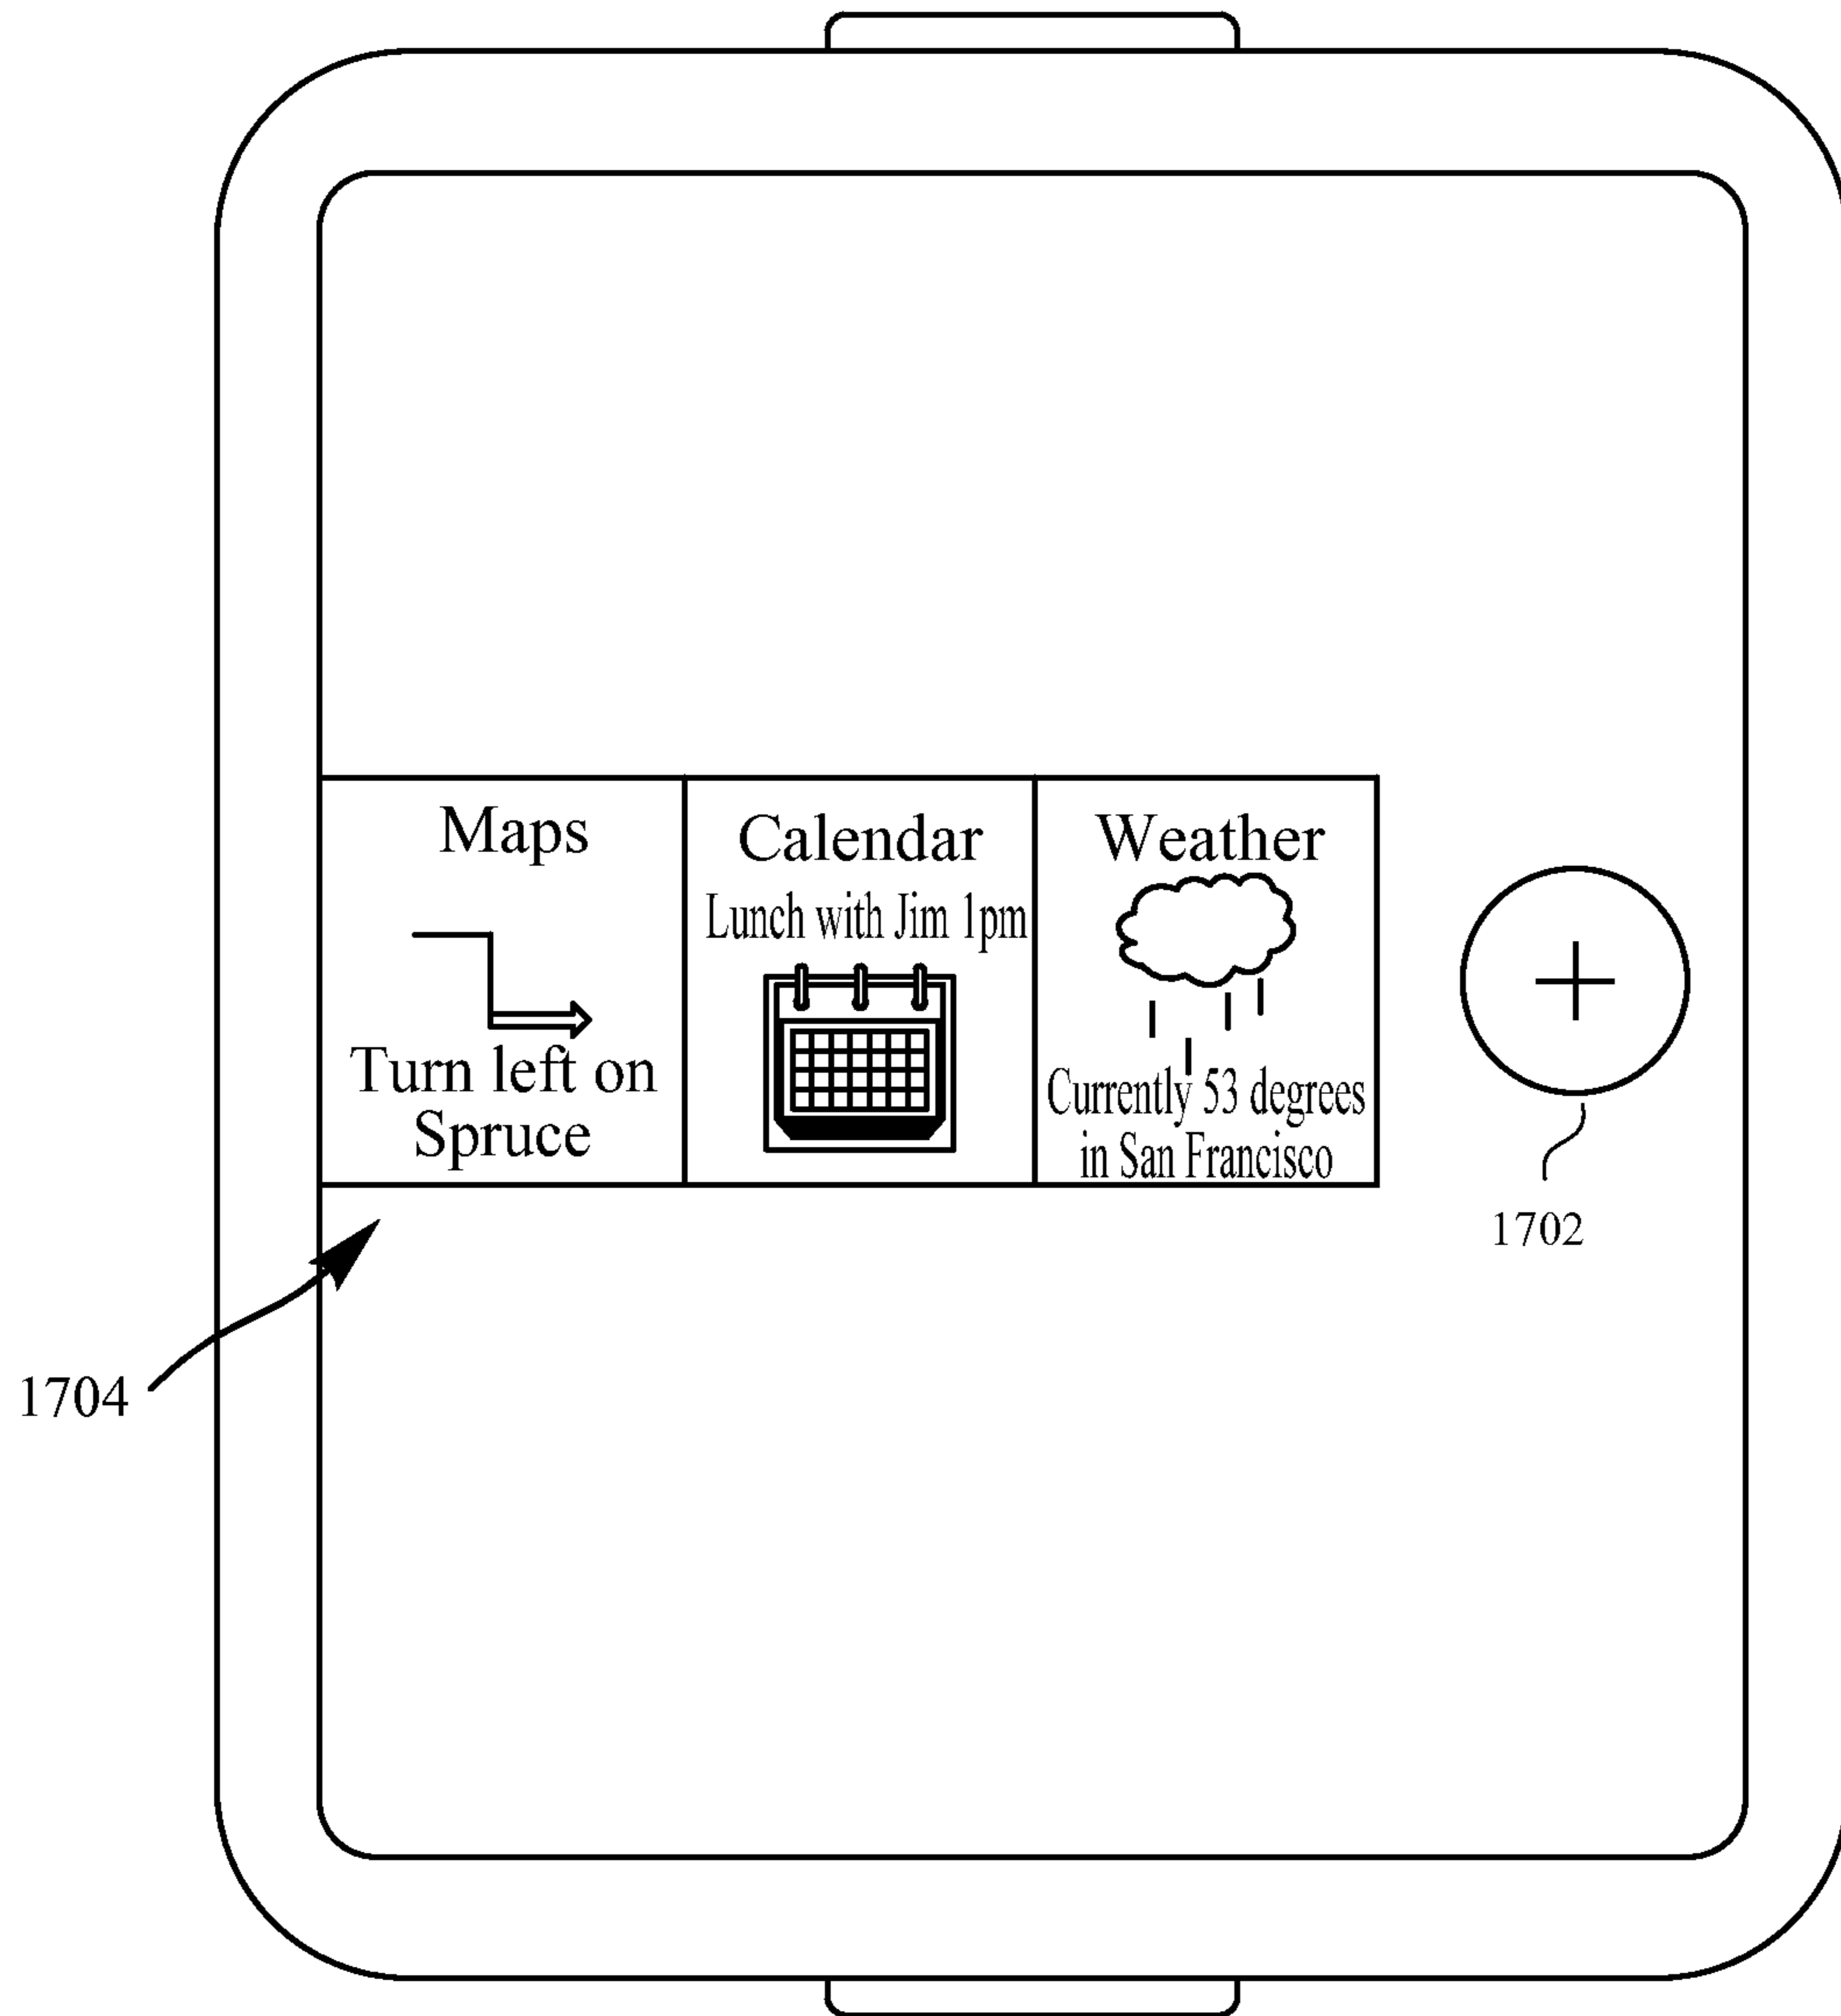 Maps
Turn left on
Spruce
Calendar
Lunch with Jim 1pm
Weather
Currently 53 degrees
in San Francisco
1702
1704